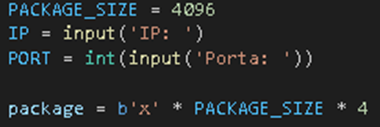 PACKAGE_SIZE = 4096
IP = input('IP: ')
PORT = int(input('Porta: '))
package = b'x' * PACKAGE_SIZE * 4